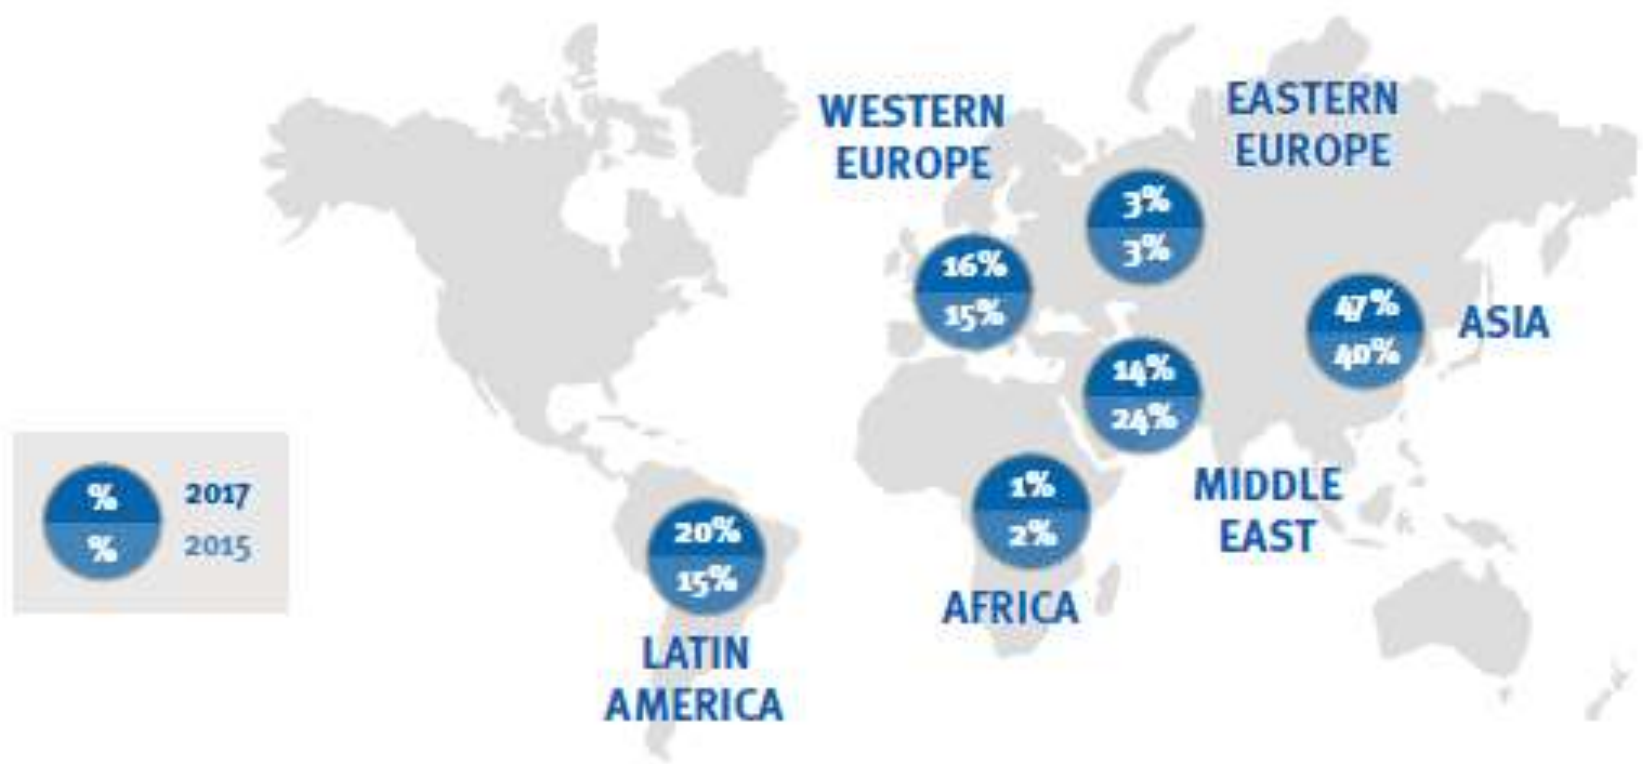 WESTERN
EUROPE
16%
15%
EASTERN
EUROPE
3%
3%
47%
40%
ASIA
14%
24%
MIDDLE
EAST
1%
2%
AFRICA
20%
15%
LATIN
AMERICA
% 2017
% 2015